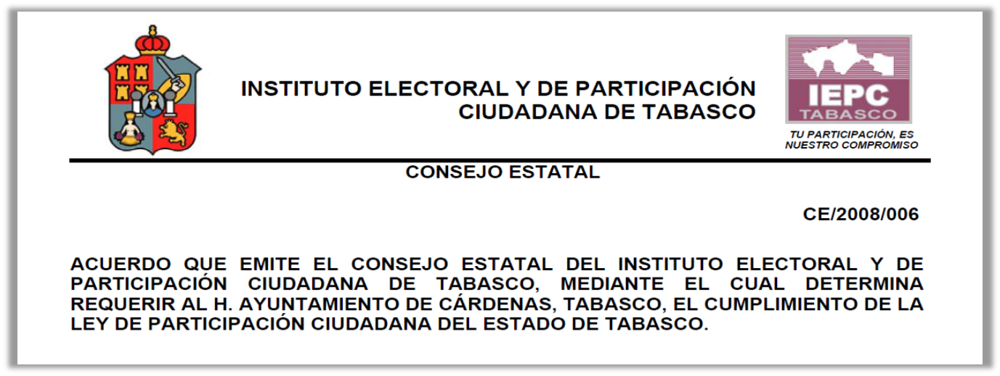 INSTITUTO ELECTORAL Y DE PARTICIPACIÓN
CIUDADANA DE TABASCO
IEPC
TABASCO
TU PARTICIPACIÓN, ES
NUESTRO COMPROMISO
CONSEJO ESTATAL
CE/2008/006
ACUERDO QUE EMITE EL CONSEJO ESTATAL DEL INSTITUTO ELECTORAL Y DE
PARTICIPACIÓN CIUDADANA DE TABASCO, MEDIANTE EL CUAL DETERMINA
REQUERIR AL H. AYUNTAMIENTO DE CÁRDENAS, TABASCO, EL CUMPLIMIENTO DE LA
LEY DE PARTICIPACIÓN CIUDADANA DEL ESTADO DE TABASCO.